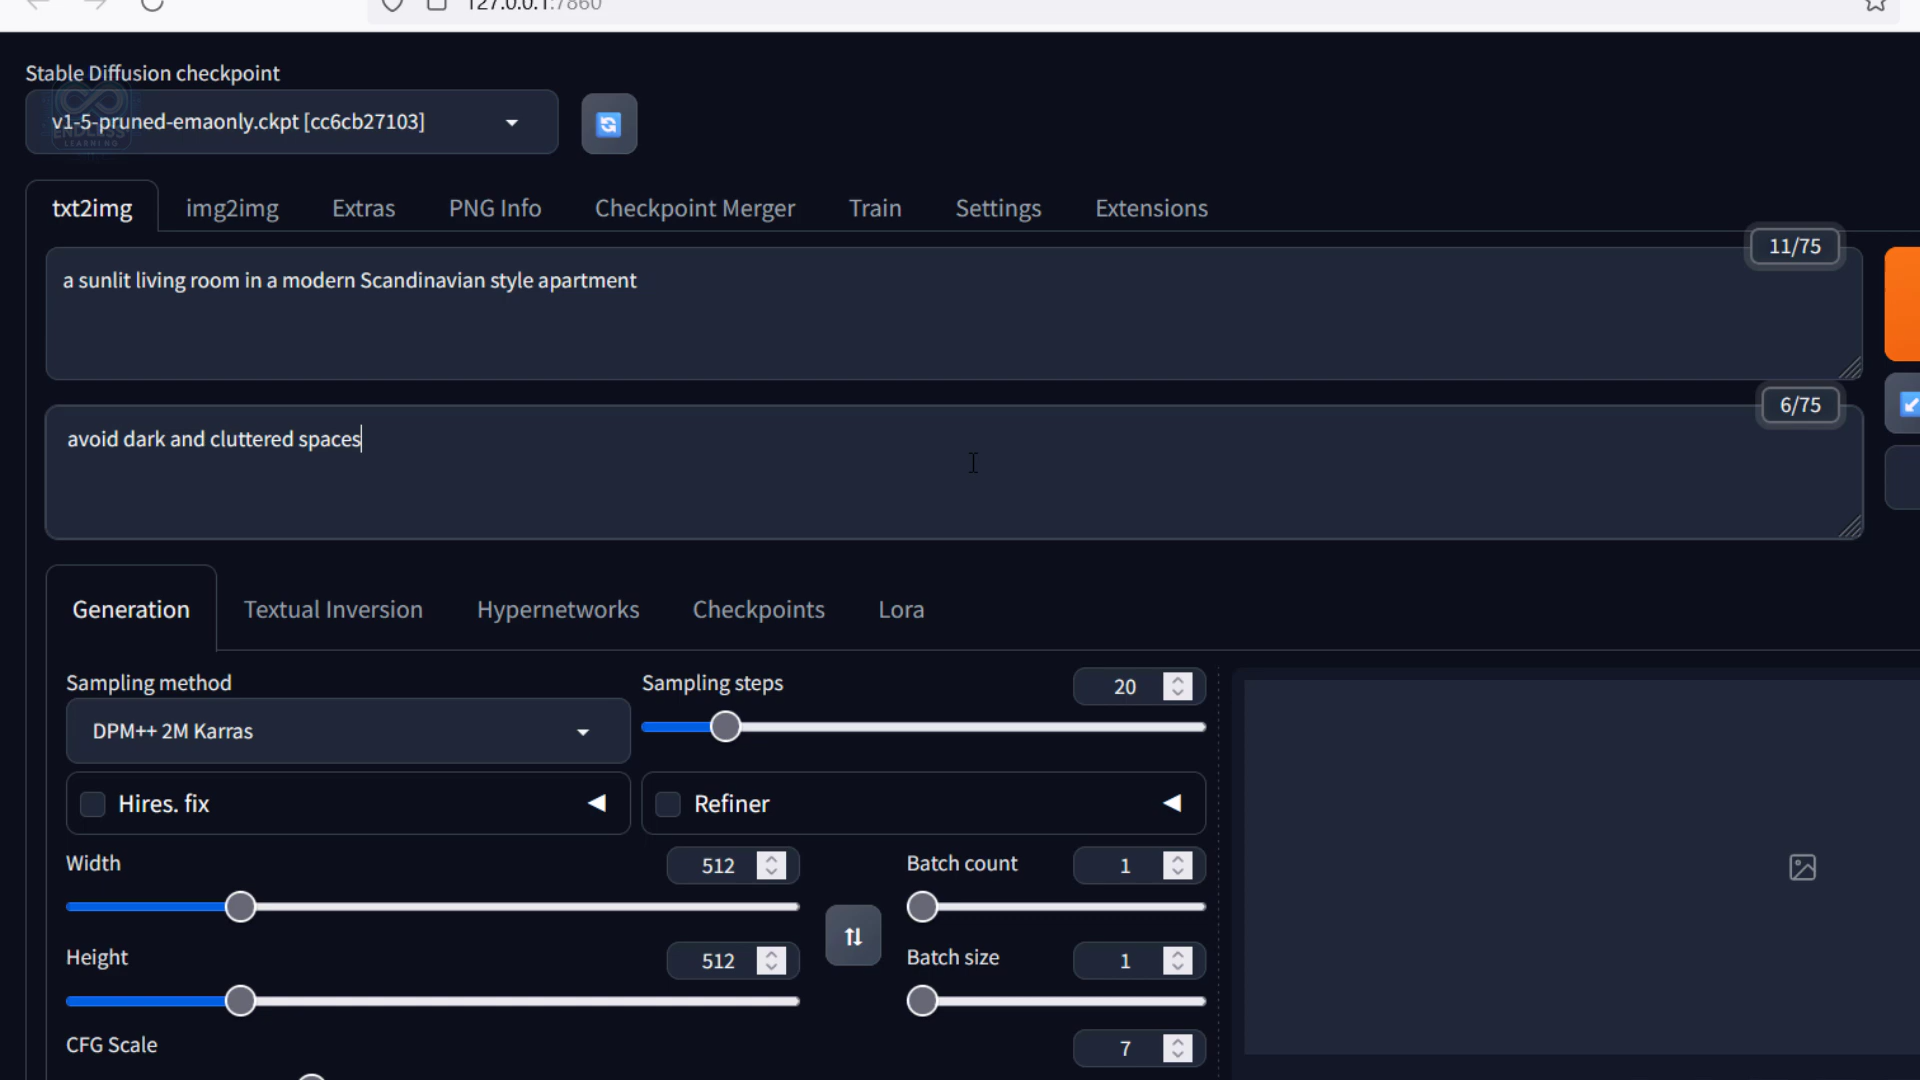 127.0.0.1:7860
Stable Diffusion checkpoint
v1-5-pruned-emaonly.ckpt [cc6cb27103]
ENDLESS
LEARNING
txt2img img2img Extras PNG Info Checkpoint Merger Train Settings Extensions
11/75
a sunlit living room in a modern Scandinavian style apartment
6/75
avoid dark and cluttered spaces
Generation Textual Inversion Hypernetworks Checkpoints Lora
Sampling method Sampling steps 20
DPM++ 2M Karras
Hires. fix Refiner
Width 512 Batch count 1
Height 512 Batch size 1
CFG Scale 7